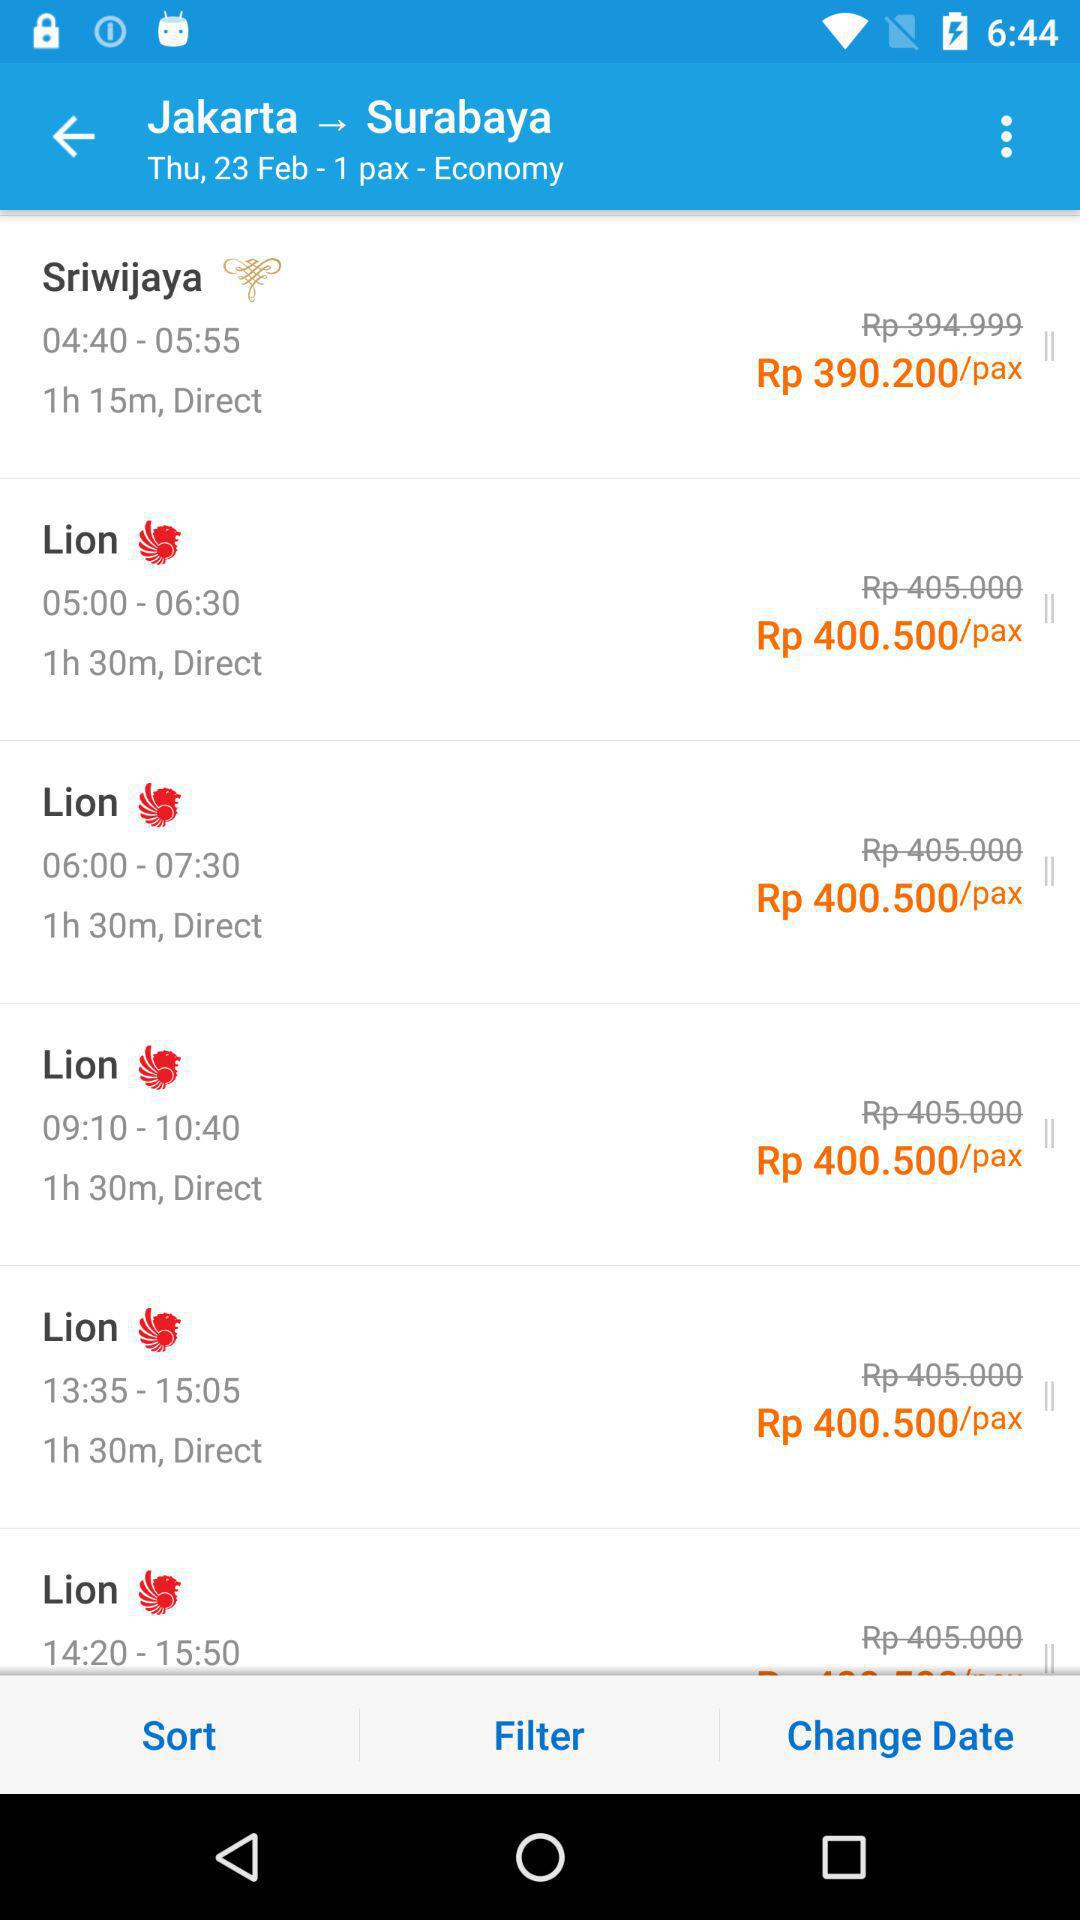 6:44
Jakarta → Surabaya
Thu, 23 Feb - 1 pax - Economy
Sriwijaya
04:40 - 05:55
1h 15m, Direct
Rp 394.999
Rp 390.200/pax
Lion
05:00 - 06:30
1h 30m, Direct
Rp 405.000
Rp 400.500/pax
Lion
06:00 - 07:30
1h 30m, Direct
Rp 405.000
Rp 400.500/pax
Lion
09:10 - 10:40
1h 30m, Direct
Rp 405.000
Rp 400.500/pax
Lion
13:35 - 15:05
1h 30m, Direct
Rp 405.000
Rp 400.500/pax
Lion
14:20 - 15:50
Rp 405.000
Sort
Filter
Change Date